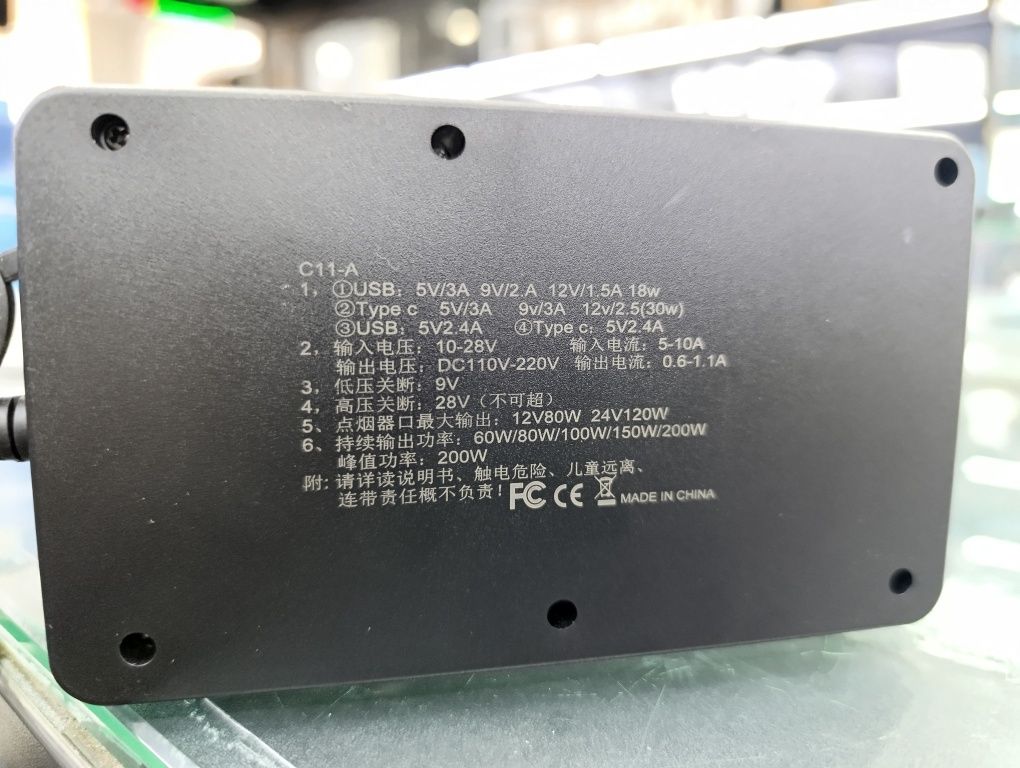 C11-A
1，①USB：5V/3A 9V/2.A 12V/1.5A 18w
②Type c 5V/3A 9v/3A 12v/2.5(30w)
③USB：5V2.4A ④Type c：5V2.4A
2，输入电压：10-28V 输入电流：5-10A
输出电压：DC110V-220V 输出电流：0.6-1.1A
3，低压关断：9V
4，高压关断：28V（不可超）
5、点烟器口最大输出：12V80W 24V120W
6、持续输出功率：60W/80W/100W/150W/200W
峰值功率：200W
附：请详读说明书、触电危险、儿童远离、
连带责任概不负责！FC CE MADE IN CHINA